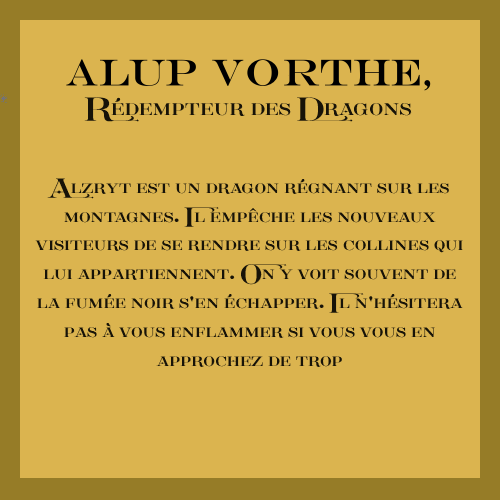 ALUP VORTHE,
Rédempteur des Dragons
Alzryt est un dragon régnant sur les
montagnes. Il empêche les nouveaux
visiteurs de se rendre sur les collines qui
lui appartiennent. On y voit souvent de
la fumée noir s'en échapper. Il n'hésitera
pas à vous enflammer si vous vous en
approchez de trop